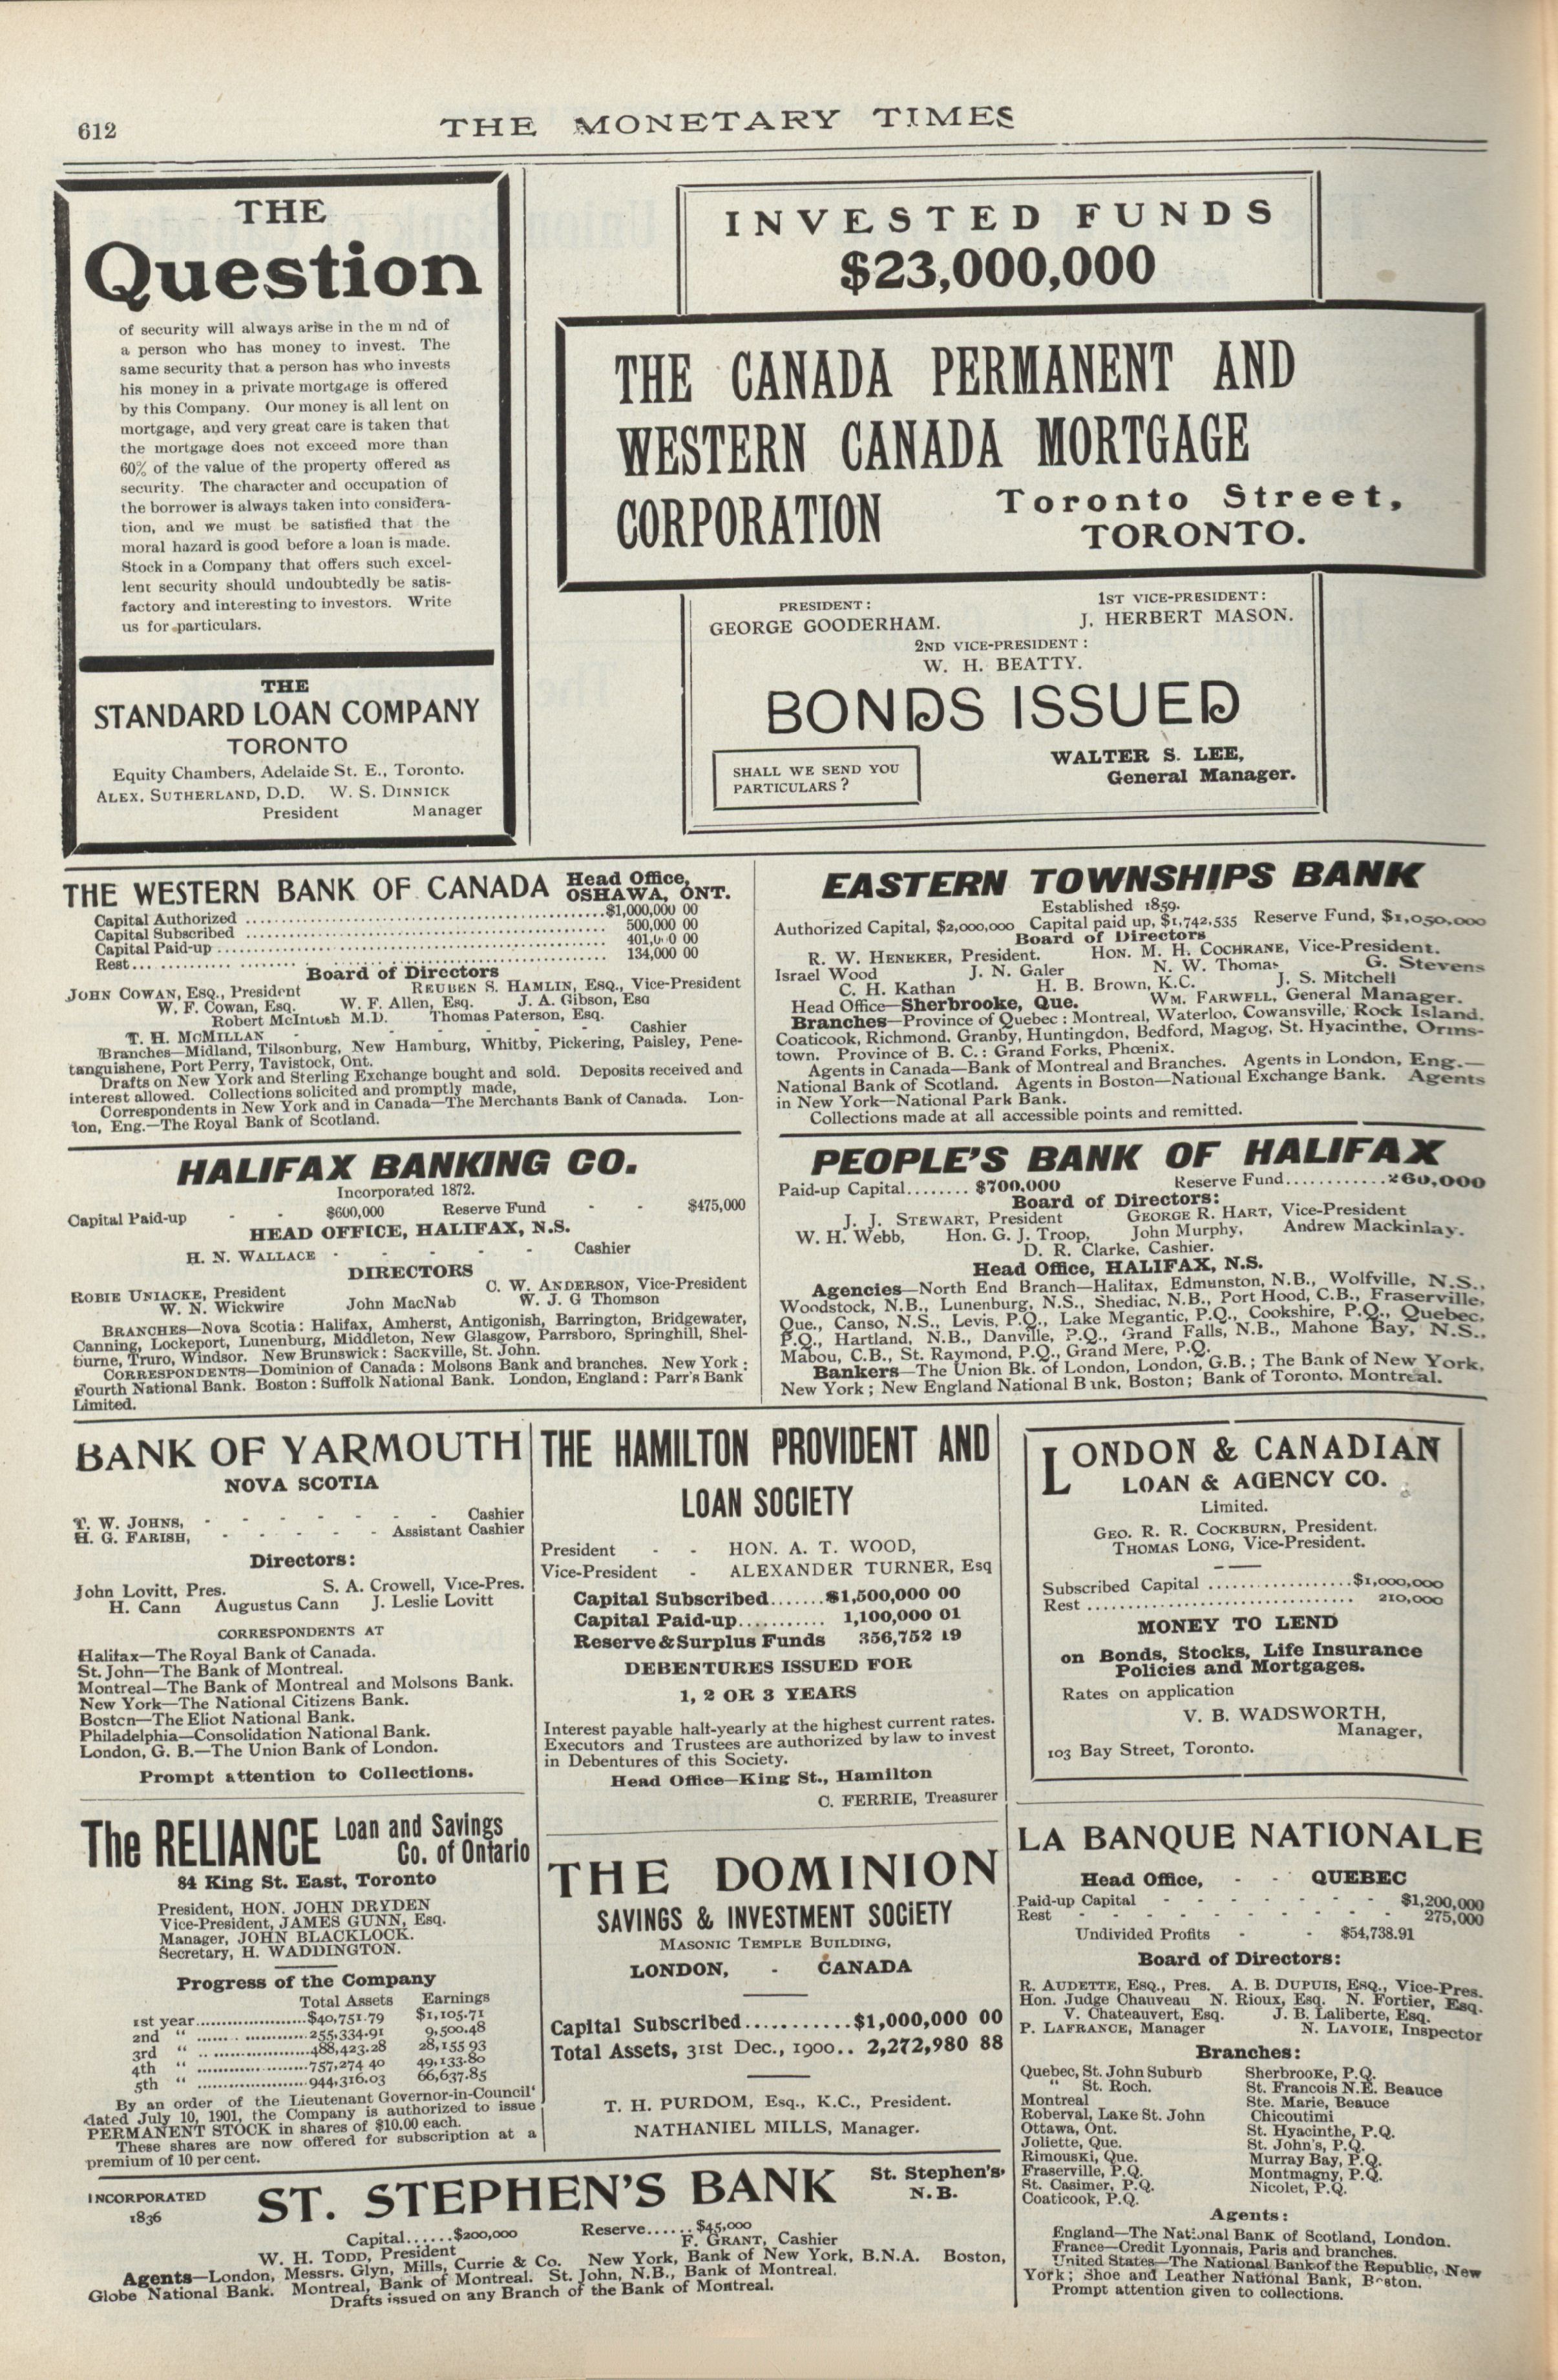 612
THE MONETARY TIMES
THE
Question
of security will always arise in the m nd of
a person who has money to invest. The
same security that a person has who invests
his money in a private mortgage is offered
by this Company. Our money is all lent on
mortgage, and very great care is taken that
the mortgage does not exceed more than
60% of the value of the property offered as
security. The character and occupation of
the borrower is always taken into considera-
tion, and we must be satisfied that the
moral hazard is good before a loan is made.
Stock in a Company that offers such excel-
lent security should undoubtedly be satis-
factory and interesting to investors. Write
us for particulars.
THE
STANDARD LOAN COMPANY
TORONTO
Equity Chambers, Adelaide St. E., Toronto.
ALEX. SUTHERLAND, D.D. W. S. DINNICK
President Manager
INVESTED FUNDS
$23,000,000
THE CANADA PERMANENT AND
WESTERN CANADA MORTGAGE
CORPORATION Toronto Street,
TORONTO.
PRESIDENT: 1ST VICE-PRESIDENT:
GEORGE GOODERHAM. J. HERBERT MASON.
2ND VICE-PRESIDENT:
W. H. BEATTY.
BONDS ISSUED
SHALL WE SEND YOU
PARTICULARS?
WALTER S. LEE,
General Manager.
THE WESTERN BANK OF CANADA Head Office,
OSHAWA, ONT.
Capital Authorized ........ $1,000,000 00
Capital Subscribed ........ 500,000 00
Capital Paid-up ........ 401,0 0 00
Rest ........ 134,000 00
Board of Directors
JOHN COWAN, ESQ., President REUBEN S. HAMLIN, ESQ., Vice-President
W. F. Cowan, Esq. W. F. Allen, Esq. J. A. Gibson, Esq
Robert McIntosh M.D. Thomas Paterson, Esq.
T. H. MCMILLAN - - - - - - Cashier
Branches—Midland, Tilsonburg, New Hamburg, Whitby, Pickering, Paisley, Pene-
tanguishene, Port Perry, Tavistock, Ont.
Drafts on New York and Sterling Exchange bought and sold. Deposits received and
interest allowed. Collections solicited and promptly made,
Correspondents in New York and in Canada—The Merchants Bank of Canada. Lon-
ton, Eng.—The Royal Bank of Scotland.
EASTERN TOWNSHIPS BANK
Established 1859.
Authorized Capital, $2,000,000 Capital paid up, $1,742,535 Reserve Fund, $1,050,000
Board of Directors
R. W. HENEKER, President. HON. M. H. COCHRANE, Vice-President.
Israel Wood J. N. Galer N. W. Thomas G. Stevens
C. H. Kathan H. B. Brown, K.C. J. S. Mitchell
Head Office—Sherbrooke, Que. WM. FARWELL, General Manager.
Branches—Province of Quebec: Montreal, Waterloo, Cowansville, Rock Island.
Coaticook, Richmond, Granby, Huntingdon, Bedford, Magog, St. Hyacinthe, Orms-
town. Province of B. C.: Grand Forks, Phœnix.
Agents in Canada—Bank of Montreal and Branches. Agents in London, Eng.—
National Bank of Scotland. Agents in Boston—National Exchange Bank. Agents
in New York—National Park Bank.
Collections made at all accessible points and remitted.
HALIFAX BANKING CO.
Incorporated 1872.
Capital Paid-up - - $600,000 Reserve Fund - - $475,000
HEAD OFFICE, HALIFAX, N.S.
H. N. WALLACE - - - - - Cashier
DIRECTORS
ROBIE UNIACKE, President C. W. ANDERSON, Vice-President
W. N. Wickwire John MacNab W. J. G Thomson
BRANCHES—Nova Scotia: Halifax, Amherst, Antigonish, Barrington, Bridgewater,
Canning, Lockeport, Lunenburg, Middleton, New Glasgow, Parrsboro, Springhill, Shel-
burne, Truro, Windsor. New Brunswick: Sackville, St. John.
CORRESPONDENTS—Dominion of Canada: Molsons Bank and branches. New York:
Fourth National Bank. Boston: Suffolk National Bank. London, England: Parr's Bank
Limited.
PEOPLE'S BANK OF HALIFAX
Paid-up Capital........ $700,000 Reserve Fund............ 260,000
Board of Directors:
J. J. STEWART, President GEORGE R. HART, Vice-President
W. H. Webb, Hon. G. J. Troop, John Murphy, Andrew Mackinlay.
D. R. Clarke, Cashier.
Head Office, HALIFAX, N.S.
Agencies—North End Branch—Halifax, Edmunston, N.B., Wolfville, N.S.,
Woodstock, N.B., Lunenburg, N.S., Shediac, N.B., Port Hood, C.B., Fraserville,
Que., Canso, N.S., Levis, P.Q., Lake Megantic, P.Q., Cookshire, P.Q., Quebec,
P.Q., Hartland, N.B., Danville, P.Q., Grand Falls, N.B., Mahone Bay, N.S.,
Mabou, C.B., St. Raymond, P.Q., Grand Mere, P.Q.
Bankers—The Union Bk. of London, London, G.B.; The Bank of New York,
New York; New England National Bank, Boston; Bank of Toronto, Montreal.
BANK OF YARMOUTH
NOVA SCOTIA
T. W. JOHNS, - - - - - - Cashier
H. G. FARISH, - - - - - Assistant Cashier
Directors:
John Lovitt, Pres. S. A. Crowell, Vice-Pres.
H. Cann Augustus Cann J. Leslie Lovitt
CORRESPONDENTS AT
Halifax—The Royal Bank of Canada.
St. John—The Bank of Montreal.
Montreal—The Bank of Montreal and Molsons Bank.
New York—The National Citizens Bank.
Boston—The Eliot National Bank.
Philadelphia—Consolidation National Bank.
London, G. B.—The Union Bank of London.
Prompt attention to Collections.
THE HAMILTON PROVIDENT AND
LOAN SOCIETY
President - - HON. A. T. WOOD,
Vice-President - ALEXANDER TURNER, Esq
Capital Subscribed....... $1,500,000 00
Capital Paid-up........... 1,100,000 01
Reserve & Surplus Funds 356,752 19
DEBENTURES ISSUED FOR
1, 2 OR 3 YEARS
Interest payable half-yearly at the highest current rates.
Executors and Trustees are authorized by law to invest
in Debentures of this Society.
Head Office—King St., Hamilton
C. FERRIE, Treasurer
LONDON & CANADIAN
LOAN & AGENCY CO.
Limited.
GEO. R. R. COCKBURN, President.
THOMAS LONG, Vice-President.
Subscribed Capital .................. $1,000,000
Rest ................................ 210,000
MONEY TO LEND
on Bonds, Stocks, Life Insurance
Policies and Mortgages.
Rates on application
V. B. WADSWORTH,
Manager,
103 Bay Street, Toronto.
The RELIANCE Loan and Savings
Co. of Ontario
84 King St. East, Toronto
President, HON. JOHN DRYDEN
Vice-President, JAMES GUNN, Esq.
Manager, JOHN BLACKLOCK.
Secretary, H. WADDINGTON.
Progress of the Company
Total Assets Earnings
1st year...................... $40,751.79 $1,105.71
2nd " ...................... 255,334.91 9,500.48
3rd " ...................... 488,423.28 28,155 93
4th " ...................... 757,274 40 49,133.80
5th " ...................... 944,316.03 66,637.85
By an order of the Lieutenant Governor-in-Council'
dated July 10, 1901, the Company is authorized to issue
PERMANENT STOCK in shares of $10.00 each.
These shares are now offered for subscription at a
premium of 10 per cent.
THE DOMINION
SAVINGS & INVESTMENT SOCIETY
MASONIC TEMPLE BUILDING,
LONDON, - CANADA
Capital Subscribed........... $1,000,000 00
Total Assets, 31st Dec., 1900.. 2,272,980 88
T. H. PURDOM, Esq., K.C., President.
NATHANIEL MILLS, Manager.
LA BANQUE NATIONALE
Head Office, - - QUEBEC
Paid-up Capital - - - - - - - $1,200,000
Rest - - - - - - - - - - 275,000
Undivided Profits - - $54,738.91
Board of Directors:
R. AUDETTE, ESQ., Pres. A. B. DUPUIS, ESQ., Vice-Pres.
Hon. Judge Chauveau N. Rioux, Esq. N. Fortier, Esq.
V. Chateauvert, Esq. J. B. Laliberte, Esq.
P. LAFRANCE, Manager N. LAVOIE, Inspector
Branches:
Quebec, St. John Suburb Sherbrooke, P.Q.
" St. Roch. St. Francois N.E. Beauce
Montreal Ste. Marie, Beauce
Roberval, Lake St. John Chicoutimi
Ottawa, Ont. St. Hyacinthe, P.Q.
Joliette, Que. St. John's, P.Q.
Rimouski, Que. Murray Bay, P.Q.
Fraserville, P.Q. Montmagny, P.Q.
St. Casimer, P.Q. Nicolet, P.Q.
Coaticook, P.Q.
Agents:
England—The National Bank of Scotland, London.
France—Credit Lyonnais, Paris and branches.
United States—The National Bank of the Republic, New
York; Shoe and Leather National Bank, Boston.
Prompt attention given to collections.
INCORPORATED
1836
ST. STEPHEN'S BANK St. Stephen's,
N.B.
Capital......$200,000 Reserve......$45,000
W. H. TODD, President F. GRANT, Cashier
Agents—London, Messrs. Glyn, Mills, Currie & Co. New York, Bank of New York, B.N.A. Boston,
Globe National Bank. Montreal, Bank of Montreal. St. John, N.B., Bank of Montreal.
Drafts issued on any Branch of the Bank of Montreal.